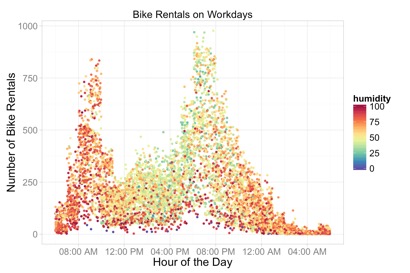 Bike Rentals on Workdays
Number of Bike Rentals
1000
750
500
250
0
08:00 AM 12:00 PM 04:00 PM 08:00 PM 12:00 AM 04:00 AM
Hour of the Day
humidity
100
75
50
25
0